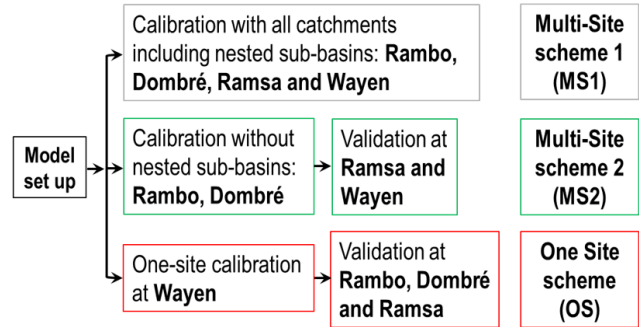 Calibration with all catchments
including nested sub-basins: Rambo,
Dombré, Ramsa and Wayen
Multi-Site
scheme 1
(MS1)
Model
set up
Calibration without
nested sub-basins:
Rambo, Dombré
Validation at
Ramsa and
Wayen
Multi-Site
scheme 2
(MS2)
One-site calibration
at Wayen
Validation at
Rambo, Dombré
and Ramsa
One Site
scheme
(OS)